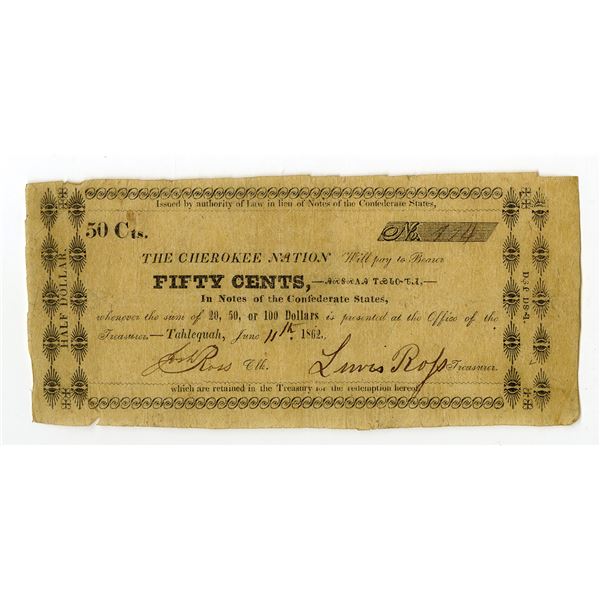 Issued by authority of Law in lieu of Notes of the Confederate States,
50 Cts.
No. 114
THE CHEROKEE NATION Will pay to Bearer
FIFTY CENTS,
In Notes of the Confederate States,
whenever the sum of 20, 50, or 100 Dollars is presented at the Office of the
Treasurer—Tahlequah, June 11th 1862.
Ross Clk. Lewis Ross Treasurer.
which are retained in the Treasury for the redemption hereof.
HALF DOLLAR.